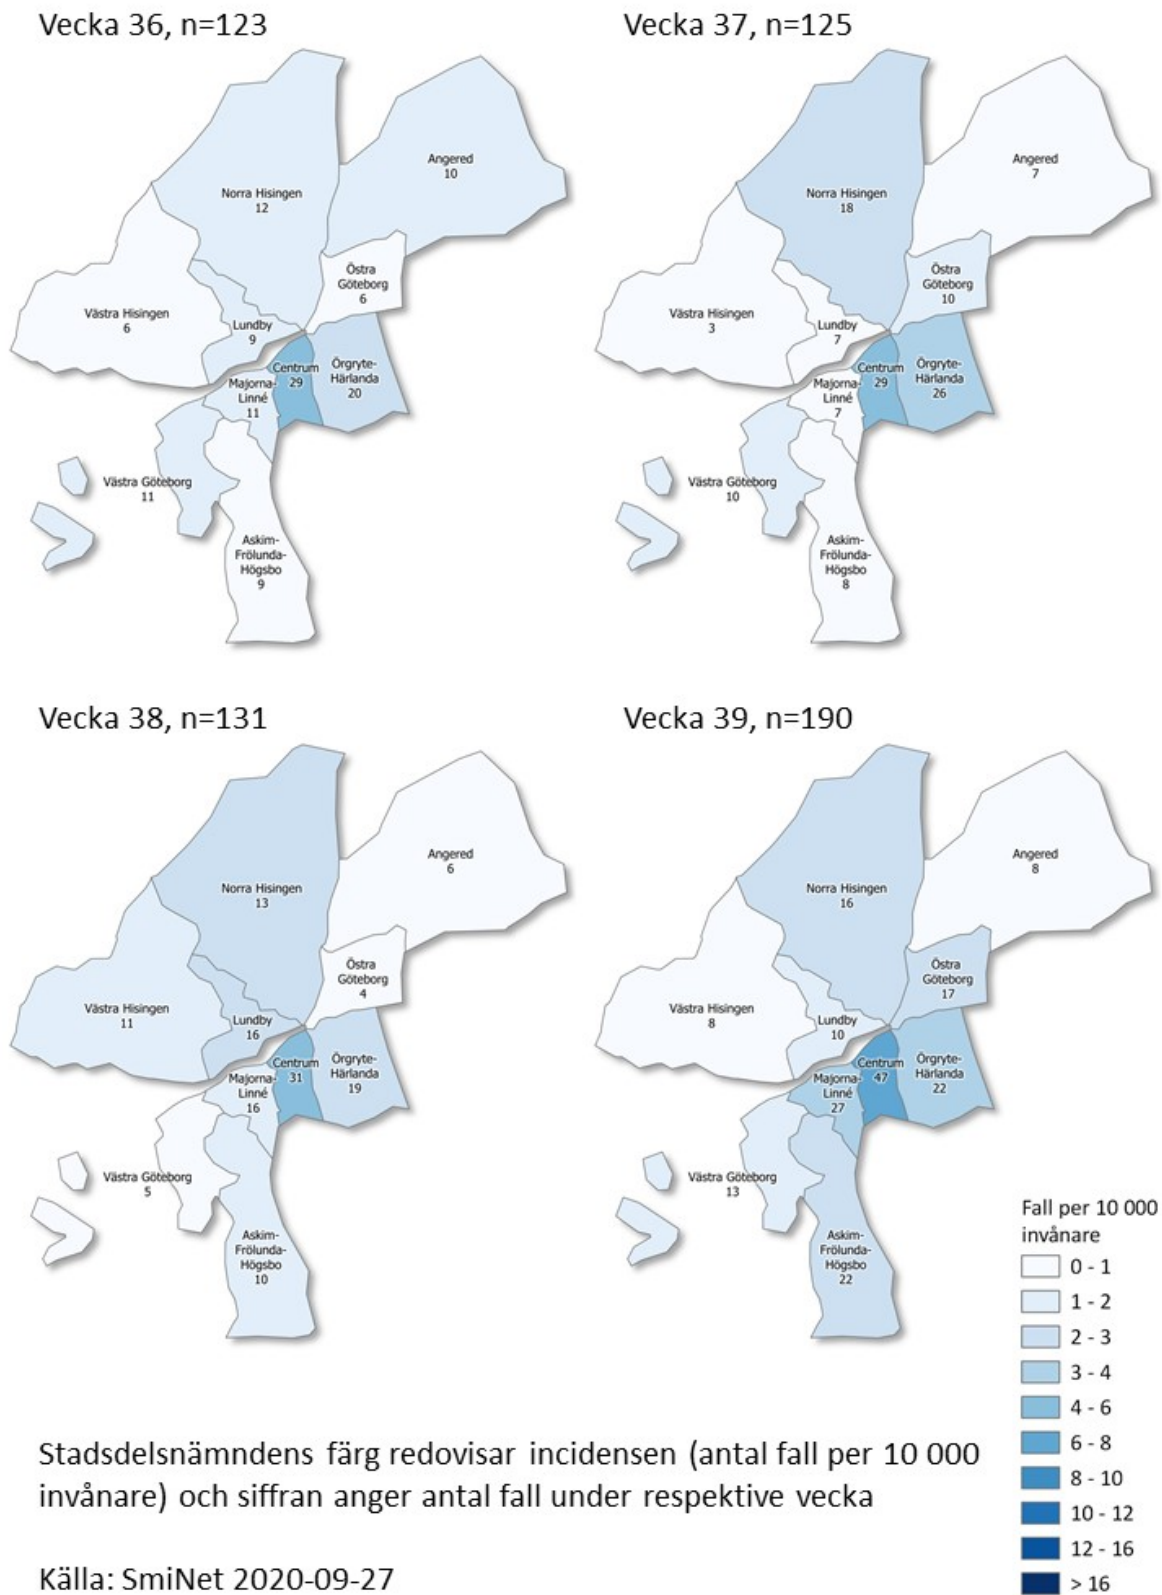 Vecka 36, n=123
Angered
10
Norra Hisingen
12
Östra
Göteborg
6
Västra Hisingen
6
Lundby
9
Centrum
29
Örgryte-
Härlanda
20
Majorna-
Linné
11
Västra Göteborg
11
Askim-
Frölunda-
Högsbo
9
Vecka 37, n=125
Angered
7
Norra Hisingen
18
Östra
Göteborg
10
Västra Hisingen
3
Lundby
7
Centrum
29
Örgryte-
Härlanda
26
Majorna-
Linné
7
Västra Göteborg
10
Askim-
Frölunda-
Högsbo
8
Vecka 38, n=131
Angered
6
Norra Hisingen
13
Östra
Göteborg
4
Västra Hisingen
11
Lundby
16
Centrum
31
Örgryte-
Härlanda
19
Majorna-
Linné
16
Västra Göteborg
5
Askim-
Frölunda-
Högsbo
10
Vecka 39, n=190
Angered
8
Norra Hisingen
16
Östra
Göteborg
17
Västra Hisingen
8
Lundby
10
Centrum
47
Örgryte-
Härlanda
22
Majorna-
Linné
27
Västra Göteborg
13
Askim-
Frölunda-
Högsbo
22
Fall per 10 000
invånare
0 - 1
1 - 2
2 - 3
3 - 4
4 - 6
6 - 8
8 - 10
10 - 12
12 - 16
> 16
Stadsdelsnämndens färg redovisar incidensen (antal fall per 10 000
invånare) och siffran anger antal fall under respektive vecka
Källa: SmiNet 2020-09-27